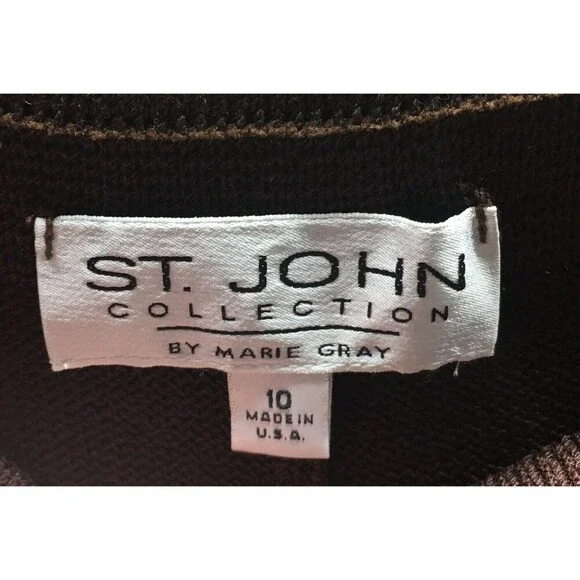 ST. JOHN
COLLECTION
BY MARIE GRAY
10
MADE IN
U.S.A.